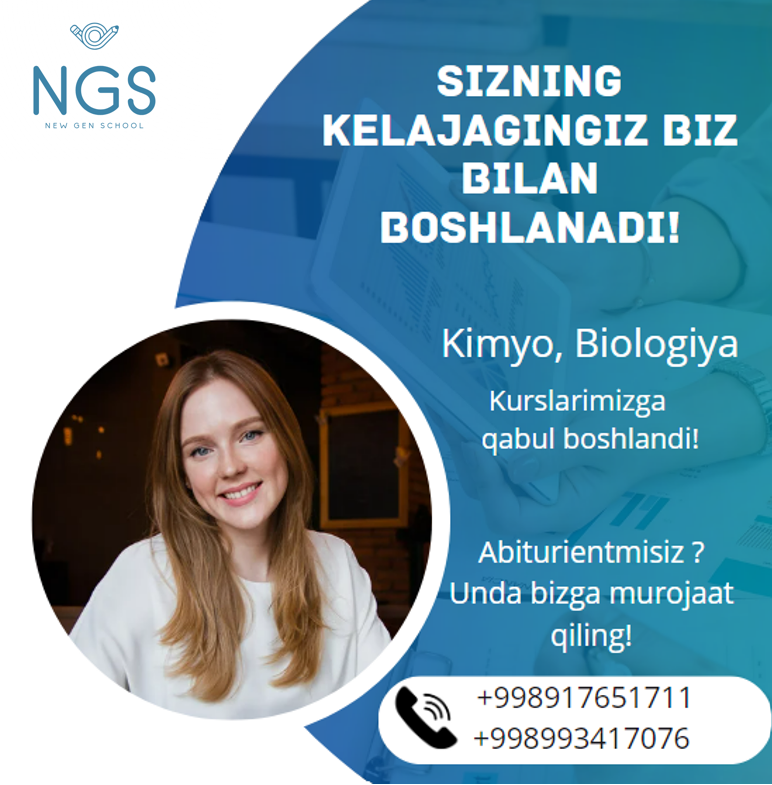 NGS
NEW GEN SCHOOL
SIZNING
KELAJAGINGIZ BIZ
BILAN
BOSHLANADI!
Kimyo, Biologiya
Kurslarimizga
qabul boshlandi!
Abiturientmisiz ?
Unda bizga murojaat
qiling!
+998917651711
+998993417076